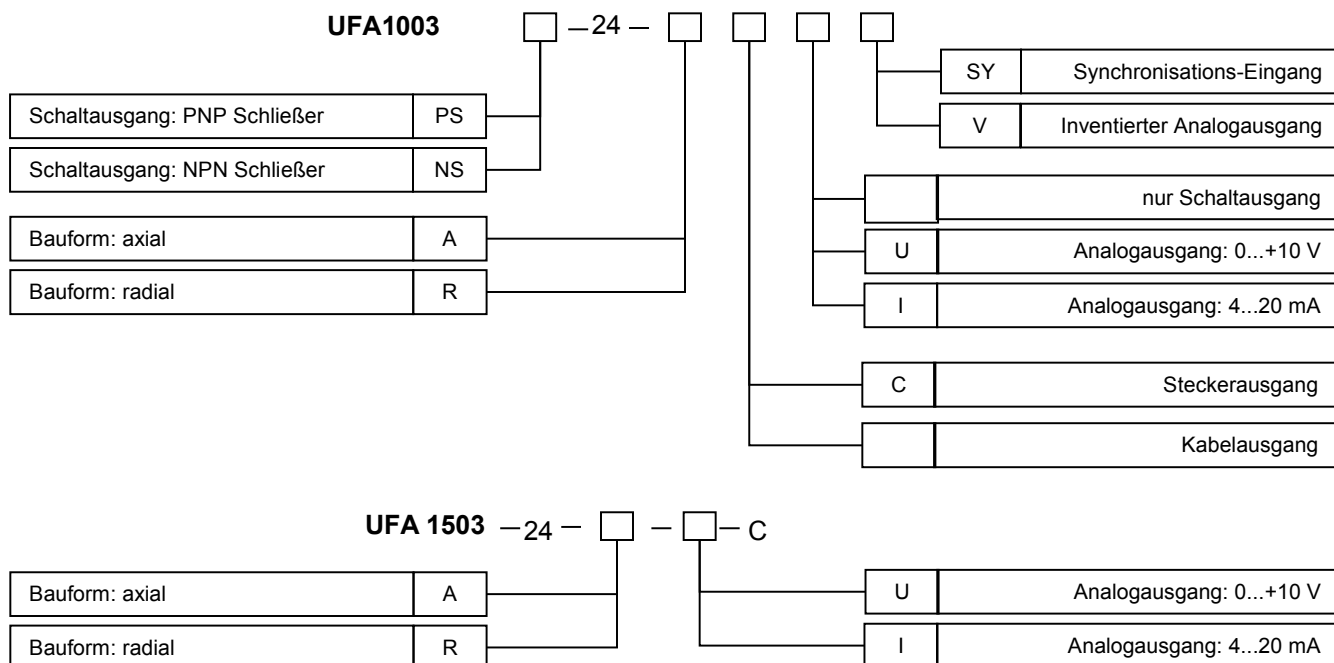 UFA1003 — 24 —
SY Synchronisations-Eingang
V Inventierter Analogausgang
Schaltausgang: PNP Schließer PS
Schaltausgang: NPN Schließer NS
Bauform: axial A
Bauform: radial R
nur Schaltausgang
U Analogausgang: 0...+10 V
I Analogausgang: 4...20 mA
C Steckerausgang
Kabelausgang
UFA 1503 — 24 — — — C
Bauform: axial A
Bauform: radial R
U Analogausgang: 0...+10 V
I Analogausgang: 4...20 mA